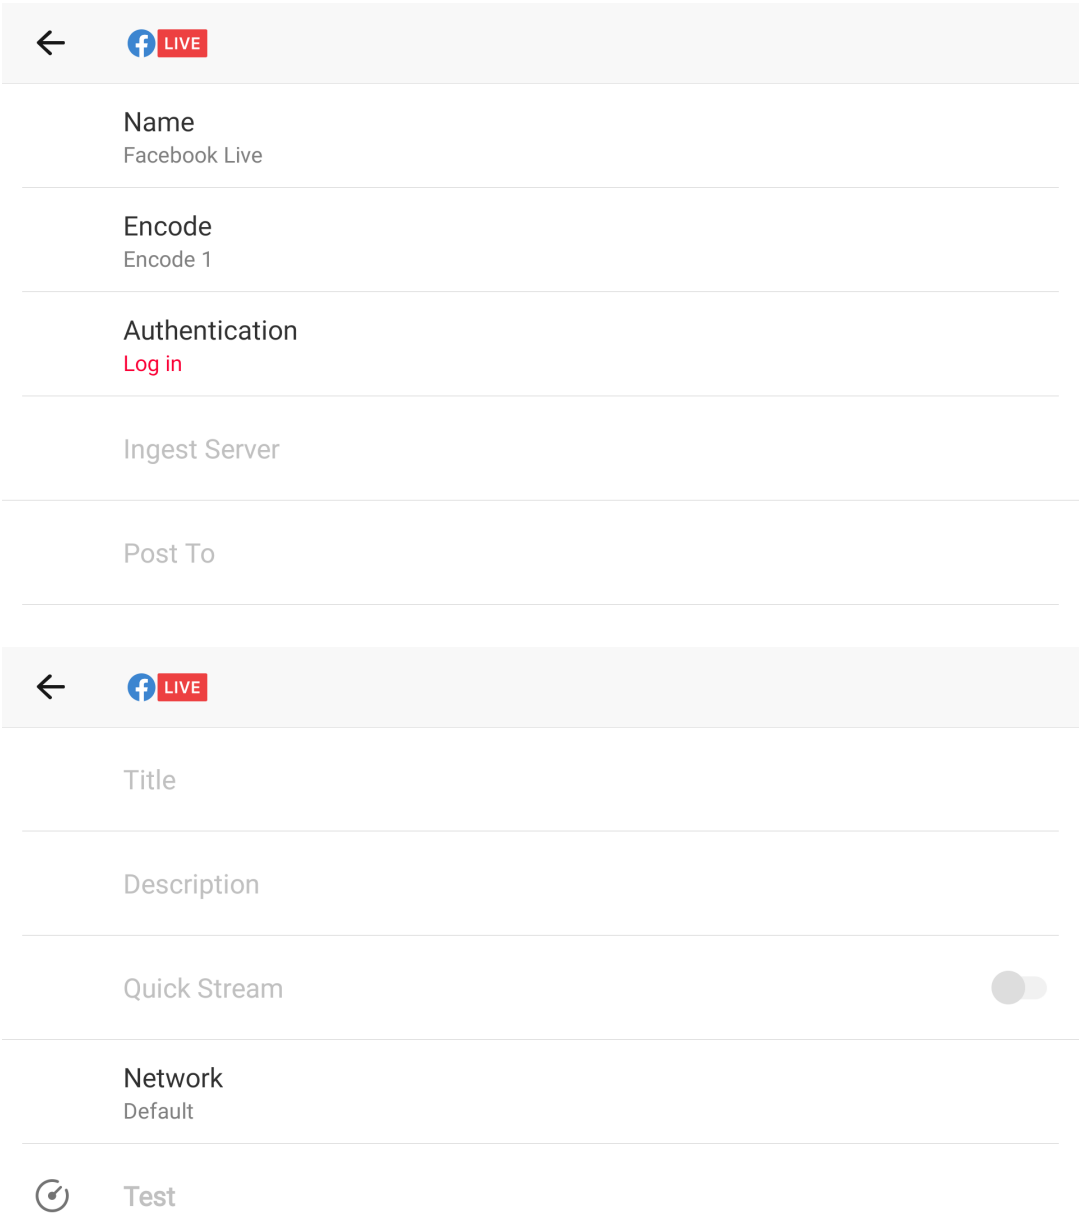 LIVE
Name
Facebook Live
Encode
Encode 1
Authentication
Log in
Ingest Server
Post To
LIVE
Title
Description
Quick Stream
Network
Default
Test